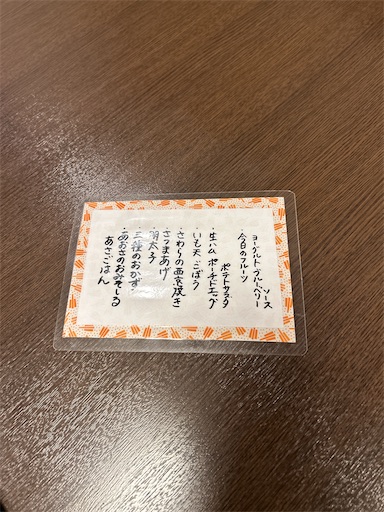 あさごはん
・あおさのおみそしる
三種のおかず
明太子
さつまあげ
さわらの西京焼き
・いも天 ごぼう
生ハム ポーチドエッグ
ポテトサラダ
今日のフルーツ
ヨーグルト・ブルーベリー
ソース